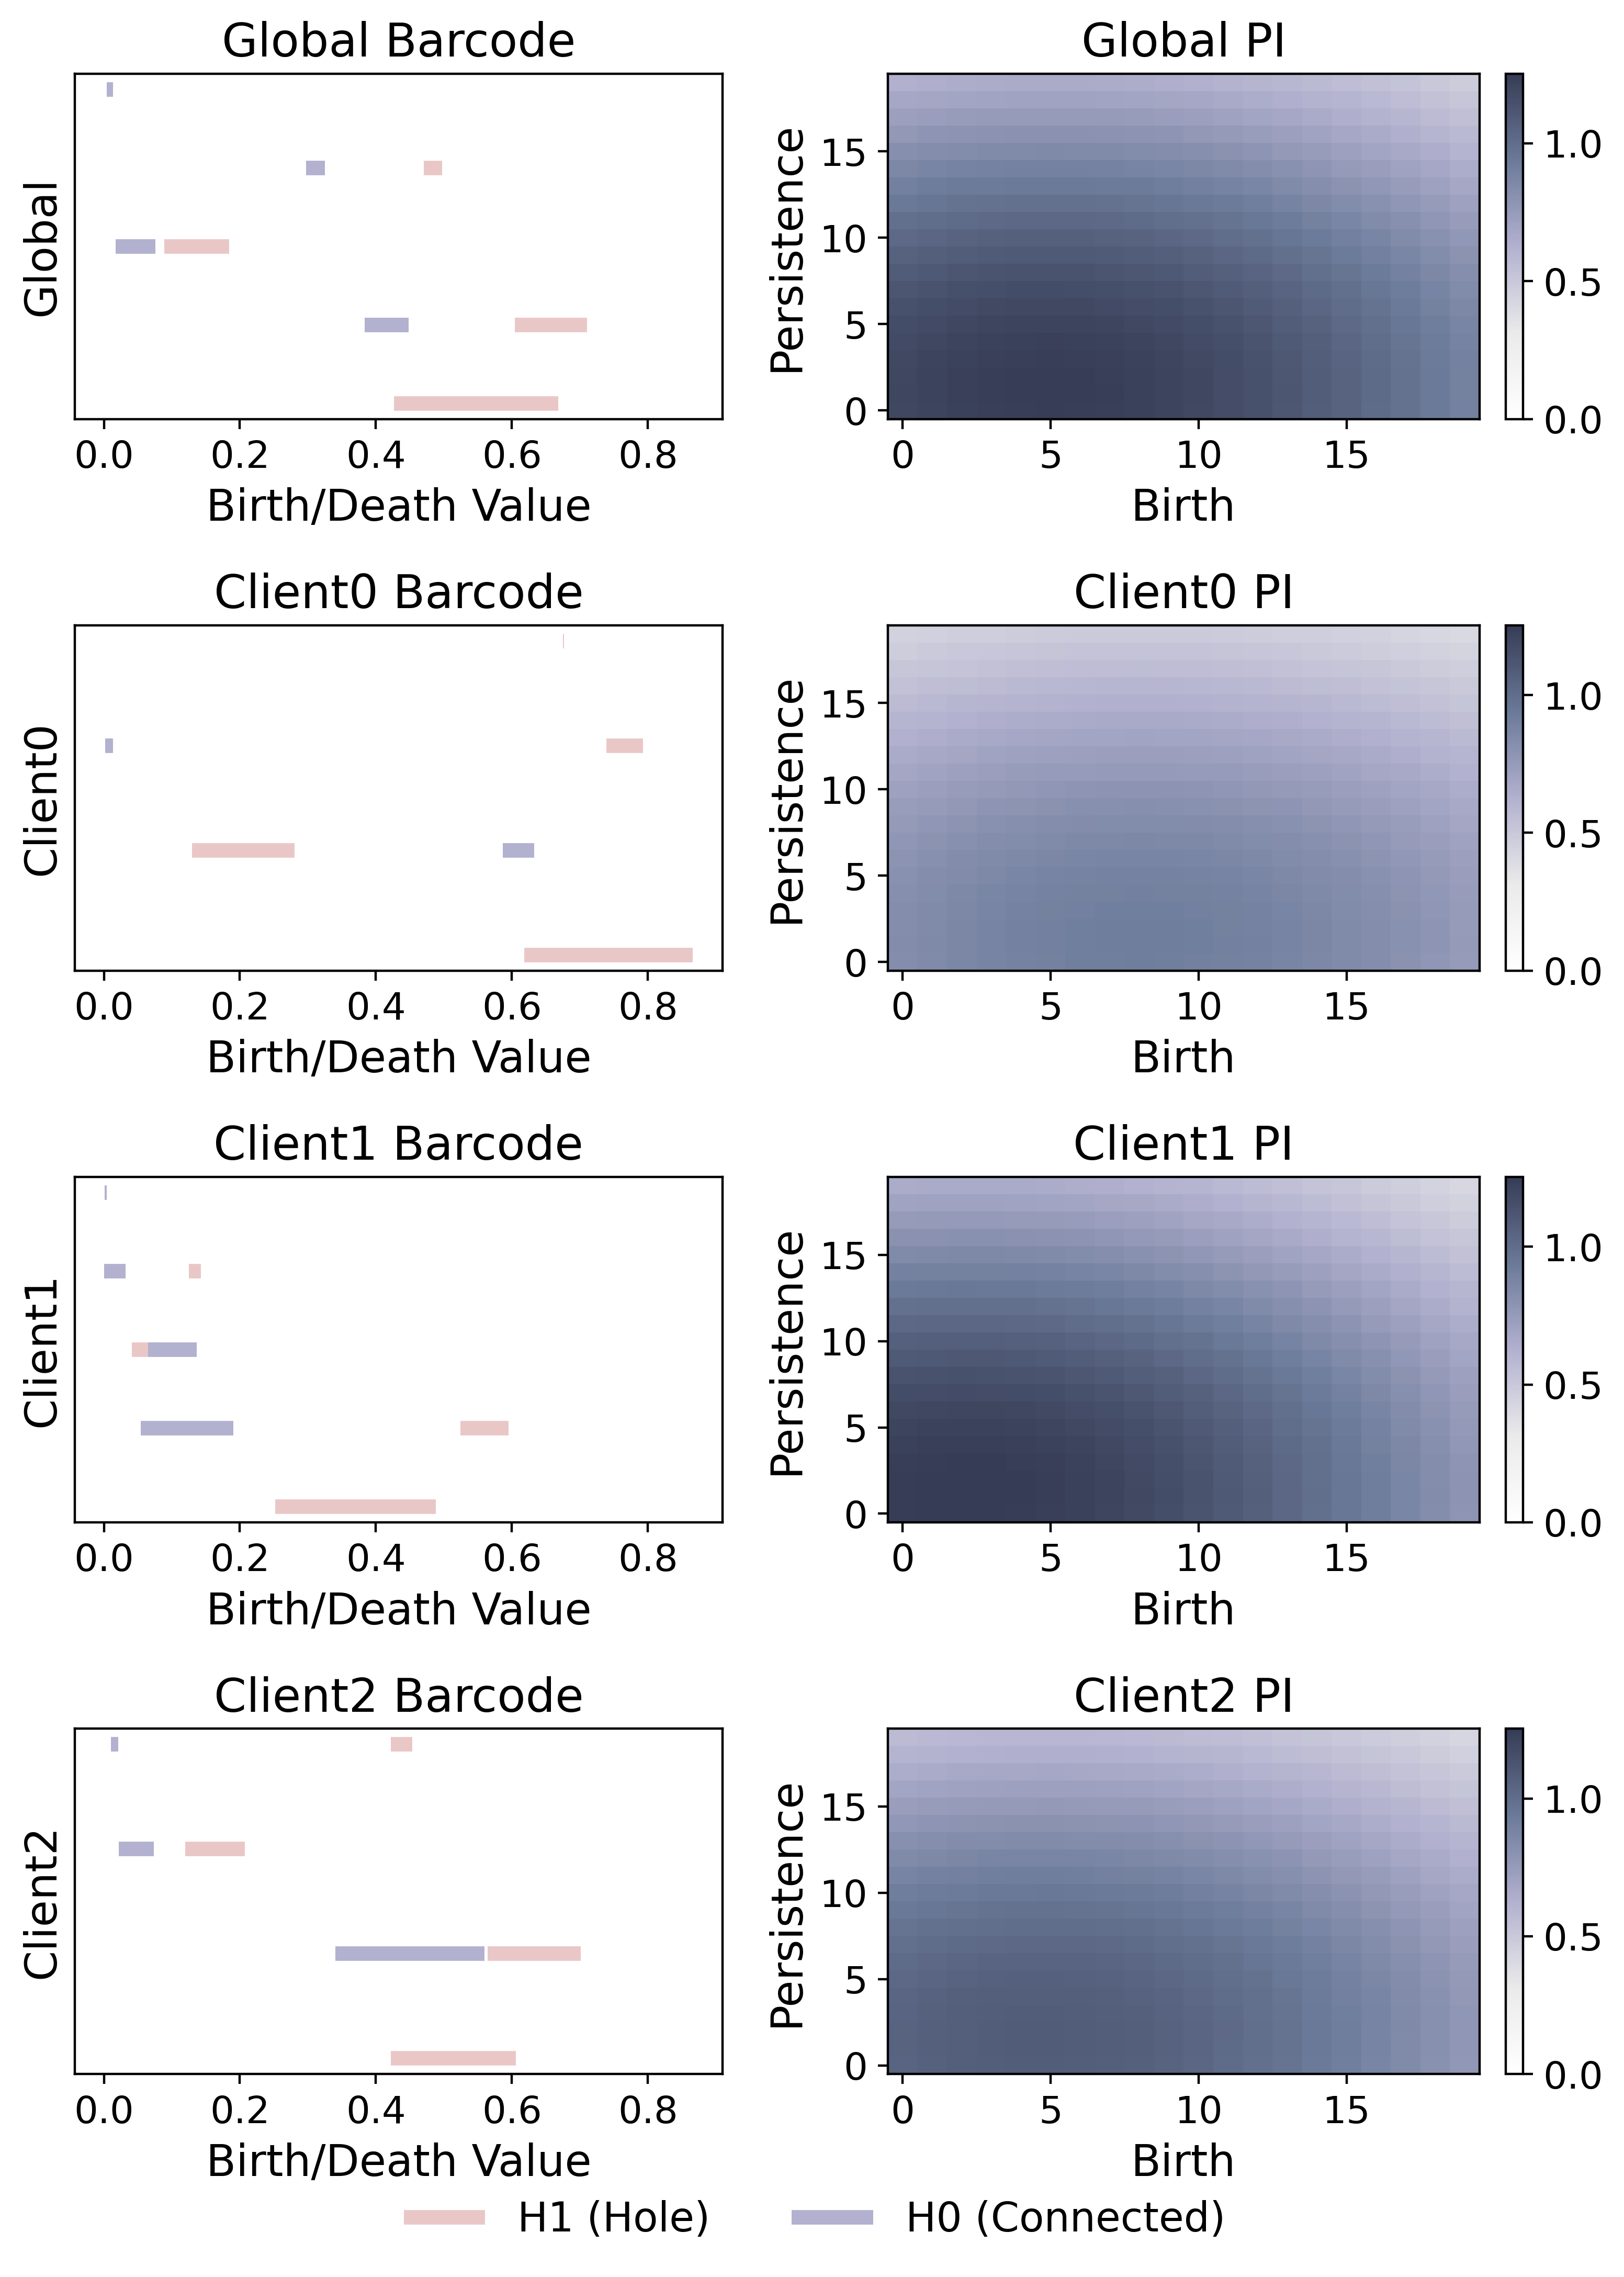 Global Barcode
Global
0.0 0.2 0.4 0.6 0.8
Birth/Death Value
Global PI
Persistence
15
10
5
0
0 5 10 15
Birth
1.0
0.5
0.0
Client0 Barcode
Client0
0.0 0.2 0.4 0.6 0.8
Birth/Death Value
Client0 PI
Persistence
15
10
5
0
0 5 10 15
Birth
1.0
0.5
0.0
Client1 Barcode
Client1
0.0 0.2 0.4 0.6 0.8
Birth/Death Value
Client1 PI
Persistence
15
10
5
0
0 5 10 15
Birth
1.0
0.5
0.0
Client2 Barcode
Client2
0.0 0.2 0.4 0.6 0.8
Birth/Death Value
Client2 PI
Persistence
15
10
5
0
0 5 10 15
Birth
1.0
0.5
0.0
H1 (Hole) H0 (Connected)